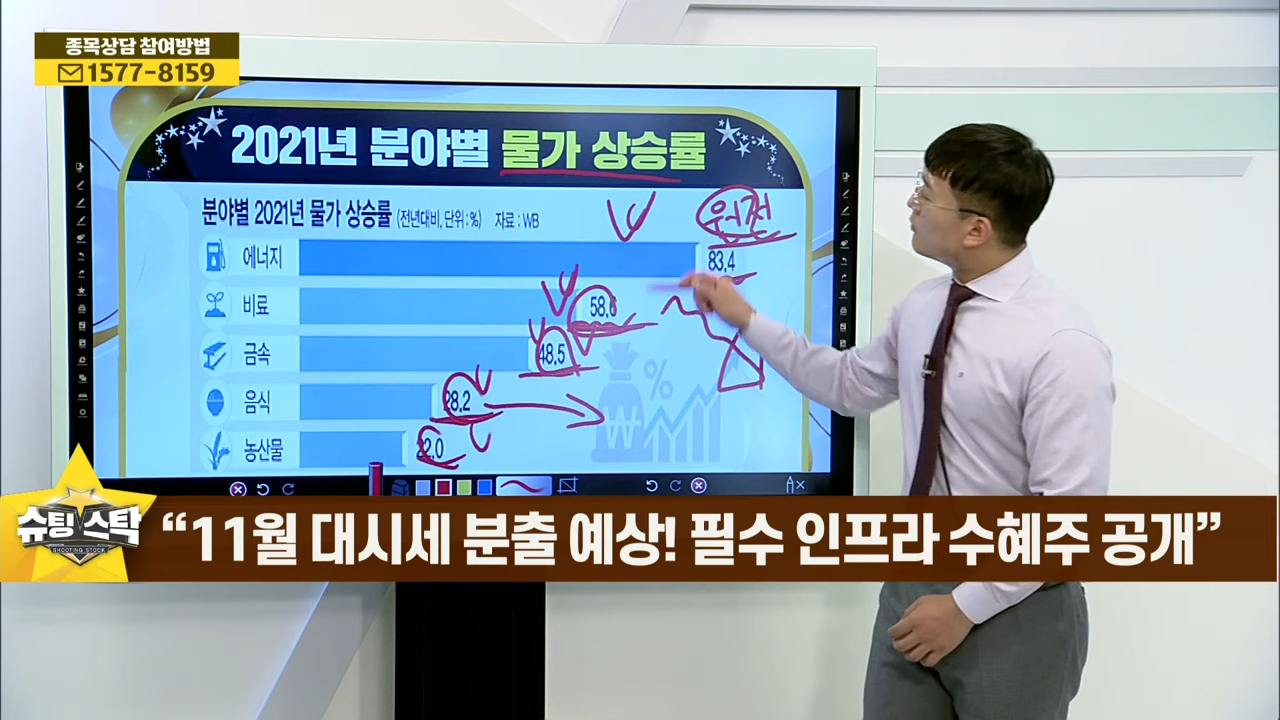 종목상담 참여방법
1577-8159
2021년 분야별 물가 상승률
분야별 2021년 물가 상승률 (전년대비, 단위:%) 자료 : WB
원전
에너지 83.4
비료 58.6
금속 48.5
음식 28.2
농산물 22.0
%
₩
슈팅스탁
SHOOTING STOCK
“11월 대시세 분출 예상! 필수 인프라 수혜주 공개”